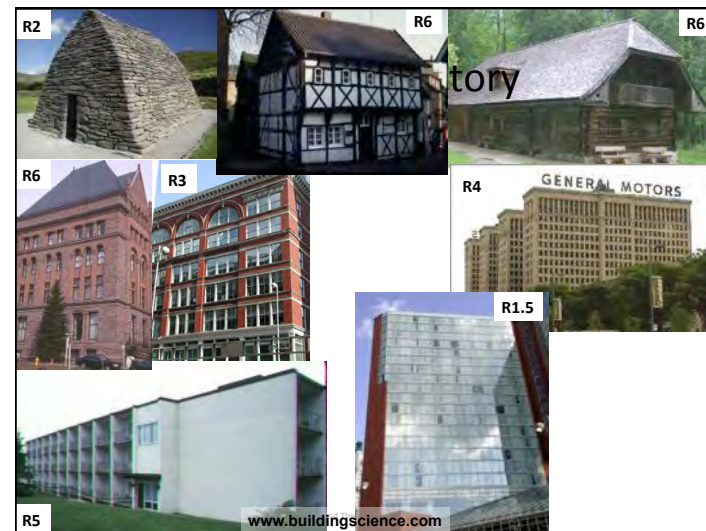 R2
R6
R6
tory
R6
R3
R4
GENERAL MOTORS
R1.5
R5
www.buildingscience.com